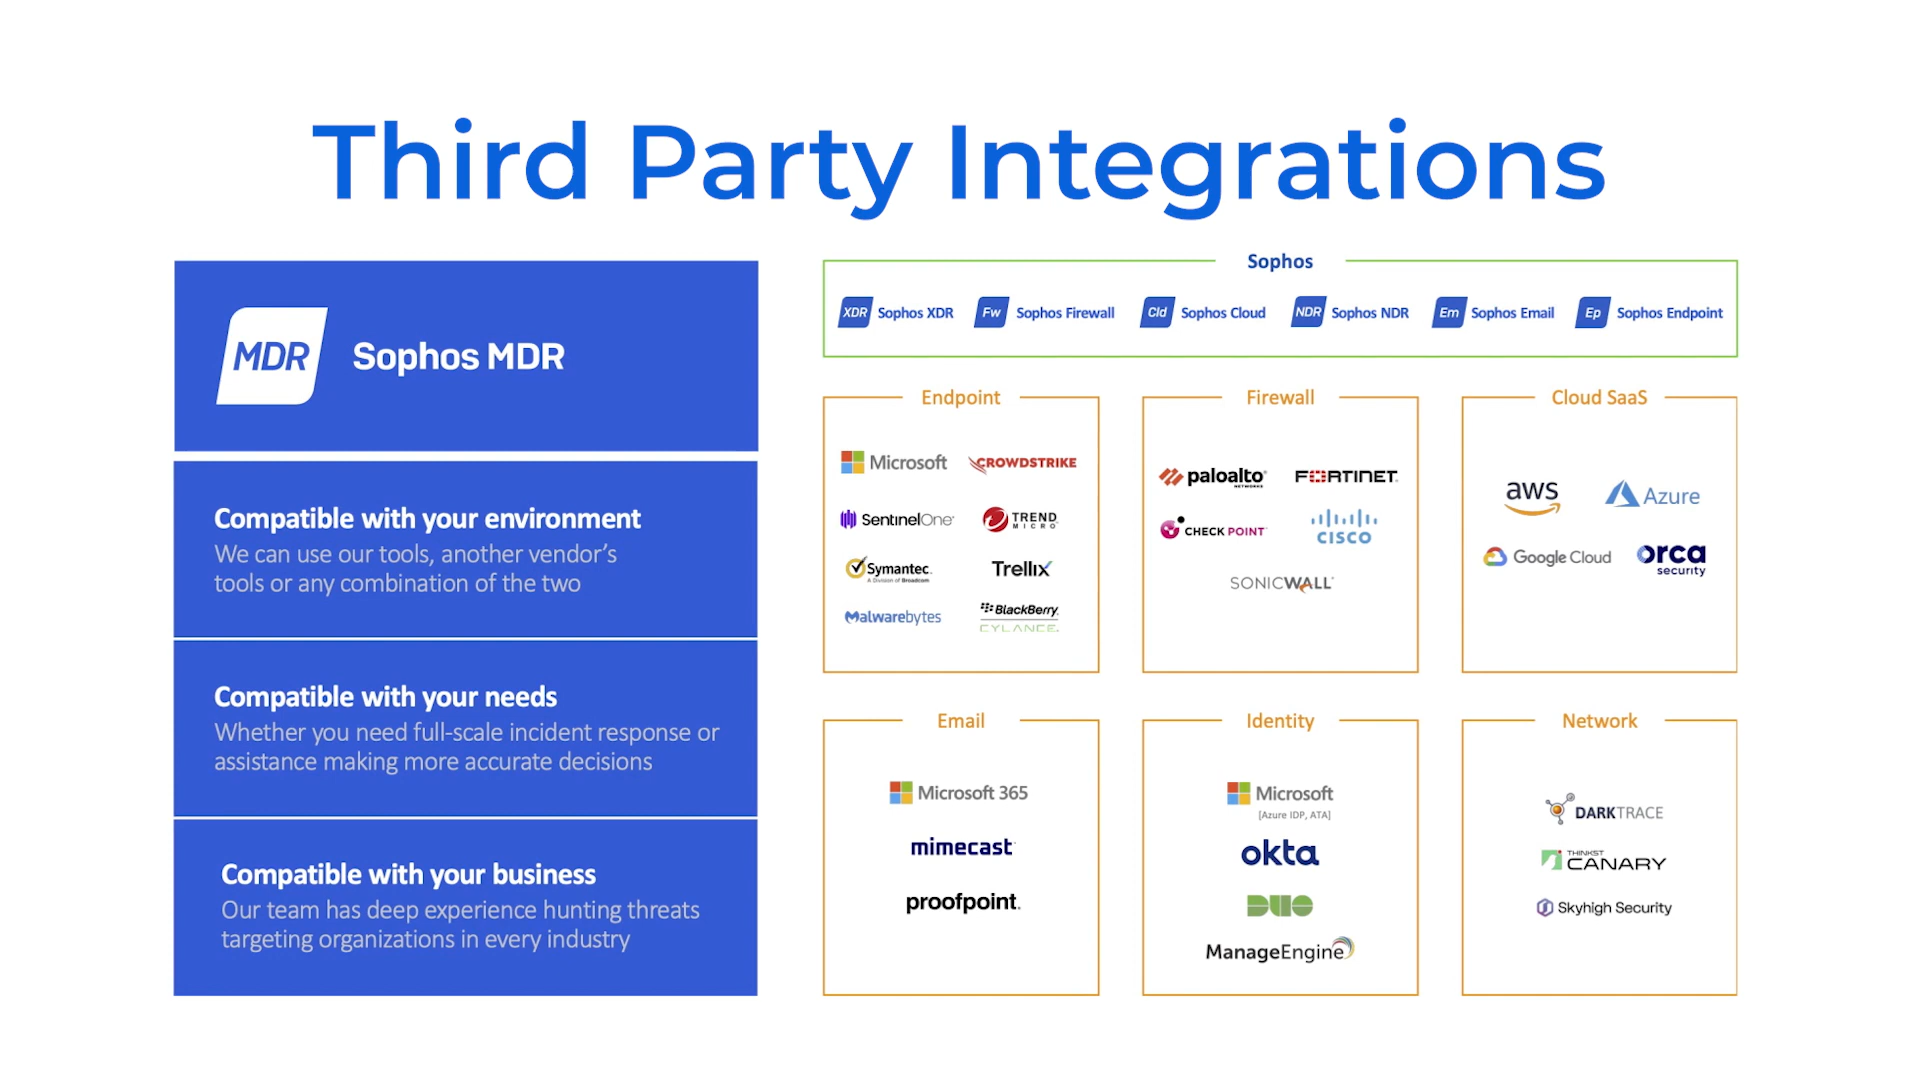 Third Party Integrations
MDR Sophos MDR
Compatible with your environment
We can use our tools, another vendor's
tools or any combination of the two
Compatible with your needs
Whether you need full-scale incident response or
assistance making more accurate decisions
Compatible with your business
Our team has deep experience hunting threats
targeting organizations in every industry
Sophos
XDR Sophos XDR Fw Sophos Firewall Cld Sophos Cloud NDR Sophos NDR Em Sophos Email Ep Sophos Endpoint
Endpoint
Microsoft CROWDSTRIKE
SentinelOne TREND
MICRO
Symantec. Trellix
A Division of Broadcom
Malwarebytes BlackBerry
CYLANCE
Firewall
paloalto FORTINET
NETWORKS
CHECK POINT CISCO
SONICWALL
Cloud SaaS
aws Azure
Google Cloud orca
security
Email
Microsoft 365
mimecast
proofpoint.
Identity
Microsoft
[Azure IDP, ATA]
okta
DUO
ManageEngine
Network
DARKTRACE
THINKST
CANARY
Skyhigh Security